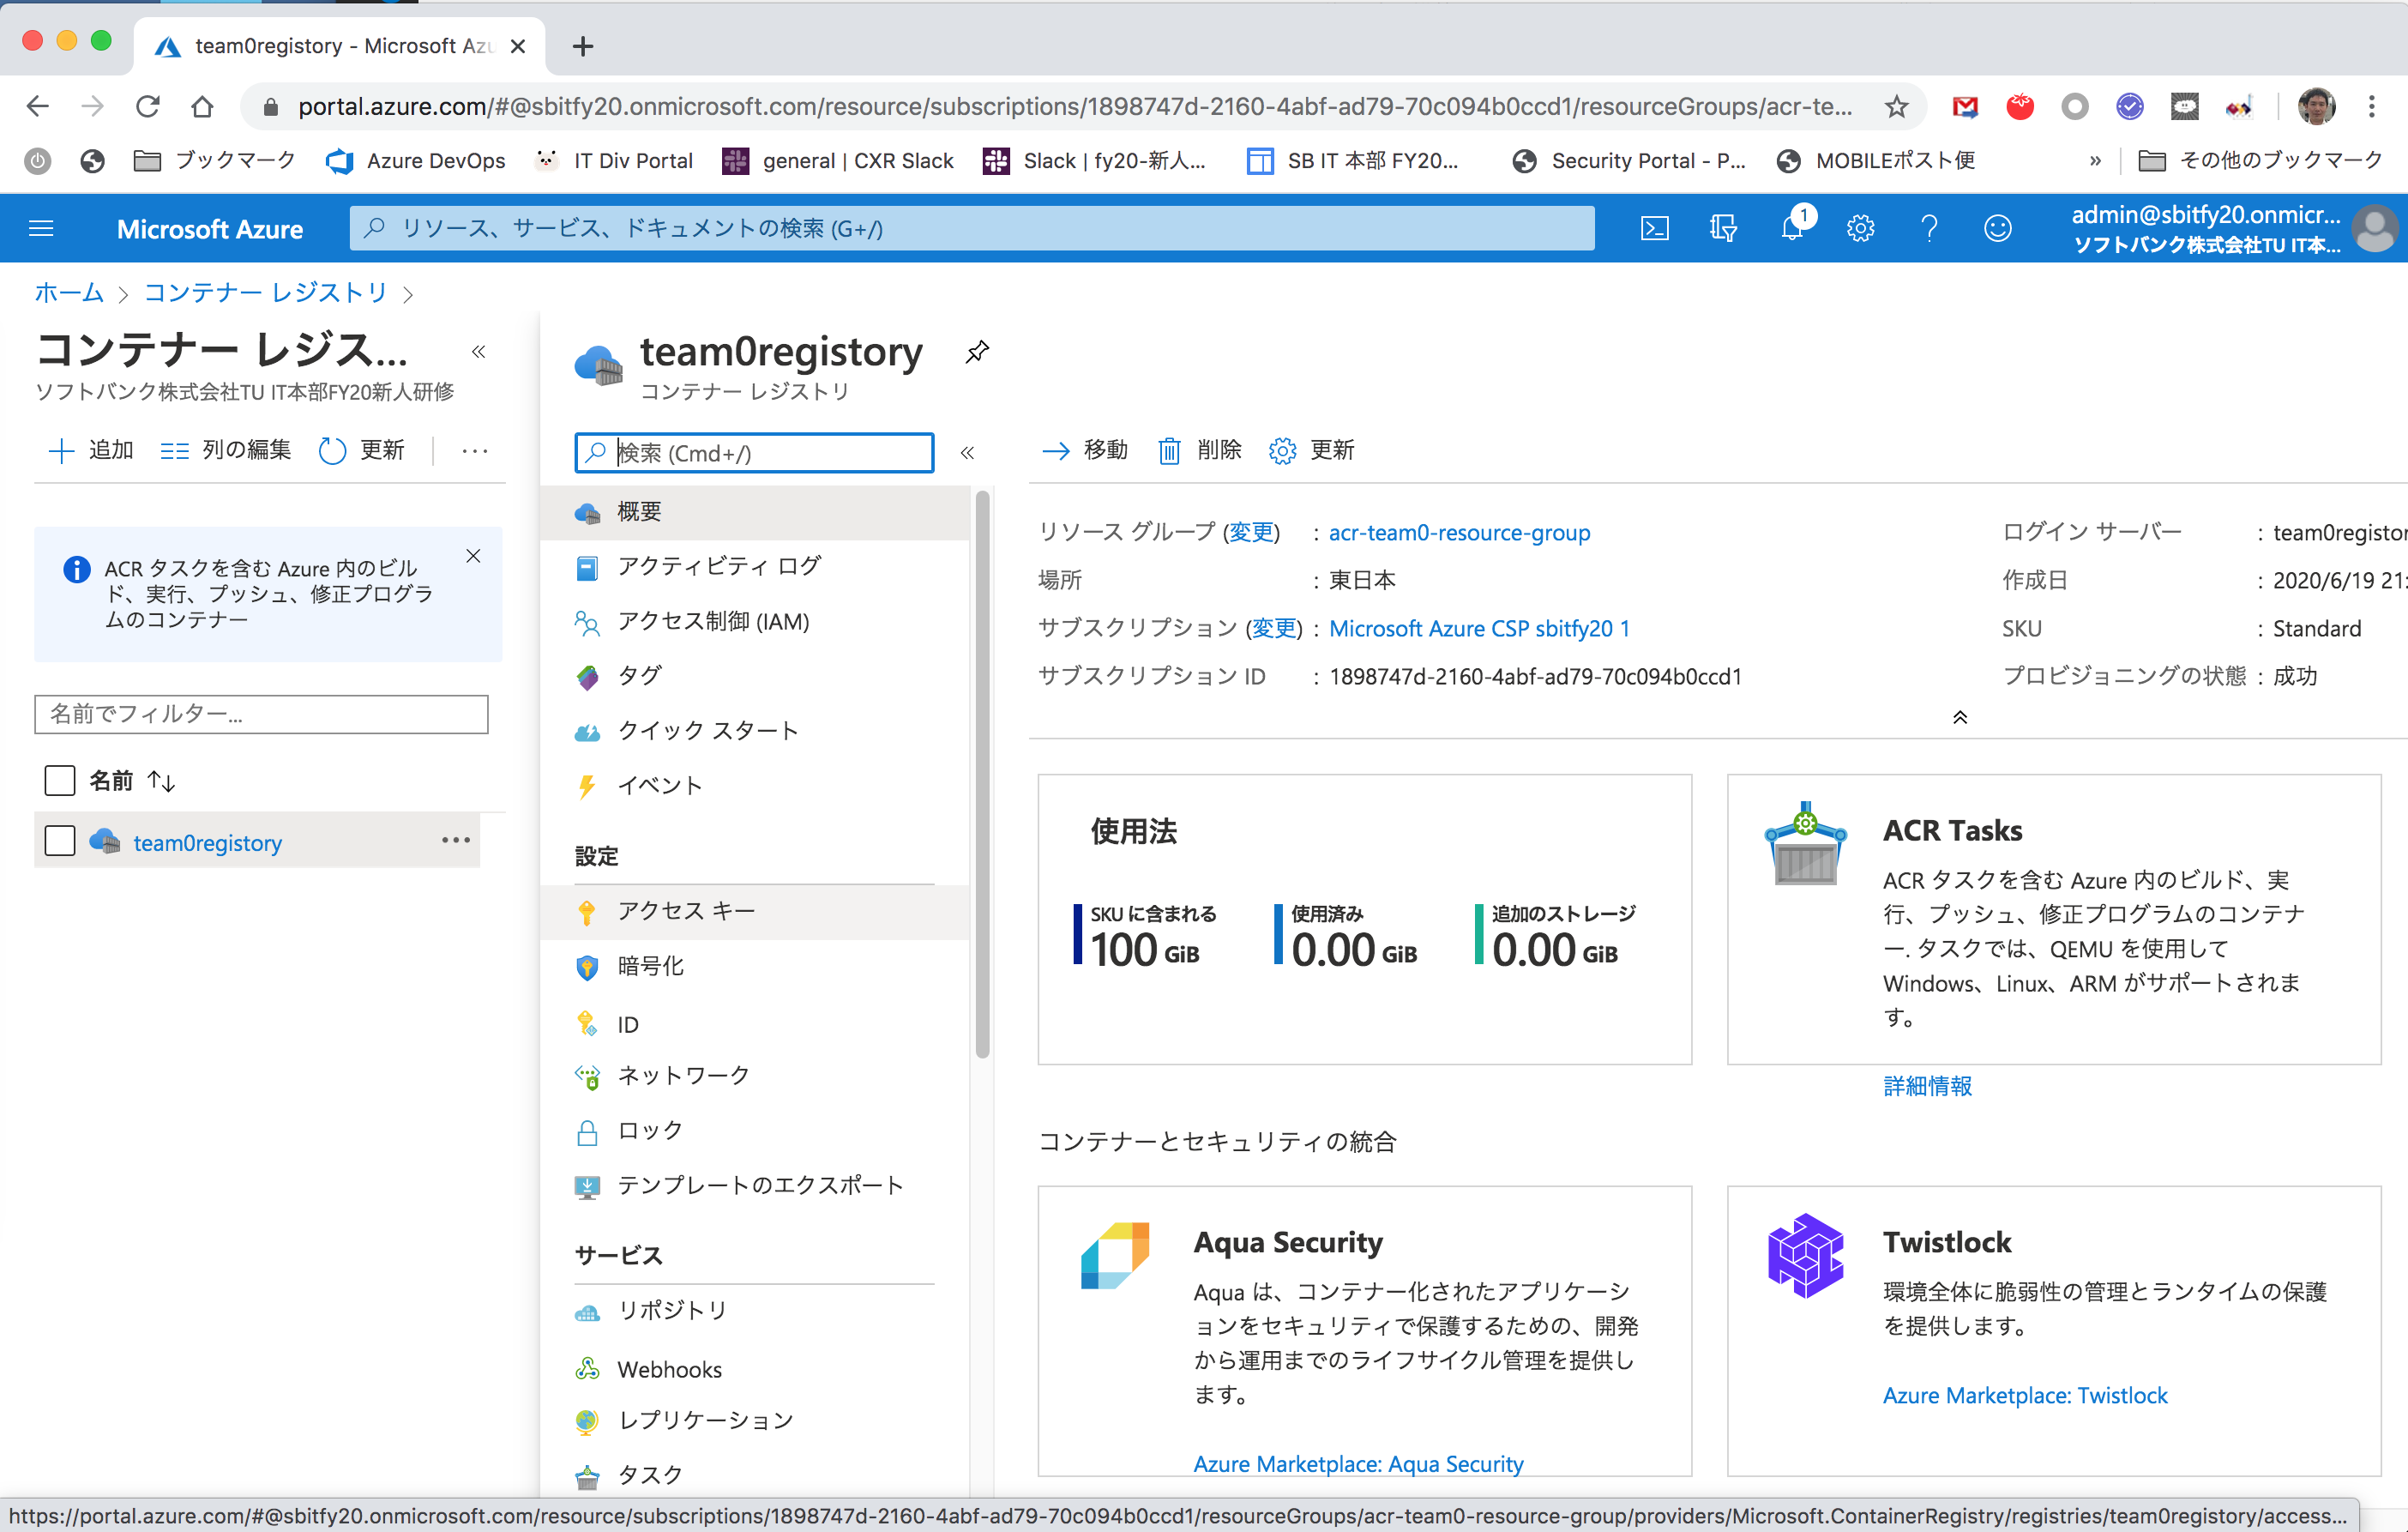 team0registory - Microsoft Azu
portal.azure.com/#@sbitfy20.onmicrosoft.com/resource/subscriptions/1898747d-2160-4abf-ad79-70c094b0ccd1/resourceGroups/acr-te...
ブックマーク
Azure DevOps
IT Div Portal
general | CXR Slack
Slack | fy20-新人...
SB IT 本部 FY20...
Security Portal - P...
MOBILEポスト便
»
その他のブックマーク
Microsoft Azure
リソース、サービス、ドキュメントの検索 (G+/)
1
admin@sbitfy20.onmicr...
ソフトバンク株式会社TU IT本...
ホーム > コンテナー レジストリ >
コンテナー レジス... «
ソフトバンク株式会社TU IT本部FY20新人研修
追加 列の編集 更新 ...
ACR タスクを含む Azure 内のビル
ド、実行、プッシュ、修正プログラ
ムのコンテナー
名前でフィルター...
名前 ↑↓
team0registory ...
team0registory
コンテナー レジストリ
検索 (Cmd+/) «
概要
アクティビティ ログ
アクセス制御 (IAM)
タグ
クイック スタート
イベント
設定
アクセス キー
暗号化
ID
ネットワーク
ロック
テンプレートのエクスポート
サービス
リポジトリ
Webhooks
レプリケーション
タスク
移動 削除 更新
リソース グループ (変更) : acr-team0-resource-group
場所 : 東日本
サブスクリプション (変更) : Microsoft Azure CSP sbitfy20 1
サブスクリプション ID : 1898747d-2160-4abf-ad79-70c094b0ccd1
ログイン サーバー : team0registor
作成日 : 2020/6/19 21:
SKU : Standard
プロビジョニングの状態 : 成功
使用法
SKU に含まれる
100 GiB
使用済み
0.00 GiB
追加のストレージ
0.00 GiB
ACR Tasks
ACR タスクを含む Azure 内のビルド、実
行、プッシュ、修正プログラムのコンテナ
ー. タスクでは、QEMU を使用して
Windows、Linux、ARM がサポートされま
す。
詳細情報
コンテナーとセキュリティの統合
Aqua Security
Aqua は、コンテナー化されたアプリケーシ
ョンをセキュリティで保護するための、開発
から運用までのライフサイクル管理を提供し
ます。
Azure Marketplace: Aqua Security
Twistlock
環境全体に脆弱性の管理とランタイムの保護
を提供します。
Azure Marketplace: Twistlock
https://portal.azure.com/#@sbitfy20.onmicrosoft.com/resource/subscriptions/1898747d-2160-4abf-ad79-70c094b0ccd1/resourceGroups/acr-team0-resource-group/providers/Microsoft.ContainerRegistry/registries/team0registory/access...